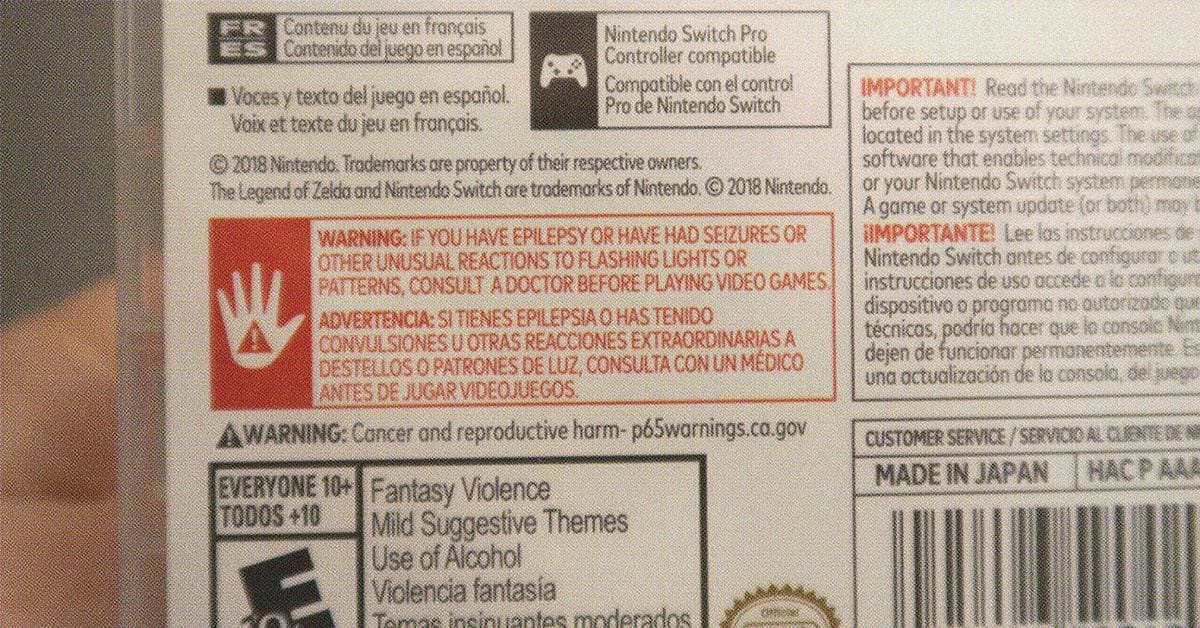 FR
ES
Contenu du jeu en français
Contenido del juego en español
Voces y texto del juego en español.
Voix et texte du jeu en français.
Nintendo Switch Pro
Controller compatible
Compatible con el control
Pro de Nintendo Switch
© 2018 Nintendo. Trademarks are property of their respective owners.
The Legend of Zelda and Nintendo Switch are trademarks of Nintendo. © 2018 Nintendo.
WARNING: IF YOU HAVE EPILEPSY OR HAVE HAD SEIZURES OR
OTHER UNUSUAL REACTIONS TO FLASHING LIGHTS OR
PATTERNS, CONSULT A DOCTOR BEFORE PLAYING VIDEO GAMES.
ADVERTENCIA: SI TIENES EPILEPSIA O HAS TENIDO
CONVULSIONES U OTRAS REACCIONES EXTRAORDINARIAS A
DESTELLOS O PATRONES DE LUZ, CONSULTA CON UN MÉDICO
ANTES DE JUGAR VIDEOJUEGOS.
WARNING: Cancer and reproductive harm- p65warnings.ca.gov
EVERYONE 10+
TODOS +10
Fantasy Violence
Mild Suggestive Themes
Use of Alcohol
Violencia fantasía
Temas insinuantes moderados
Official
IMPORTANT! Read the Nintendo Switch
before setup or use of your system. The
located in the system settings. The use
software that enables technical
or your Nintendo Switch system
A game or system update (or both) may
¡IMPORTANTE! Lee las instrucciones de
Nintendo Switch antes de configurar o
instrucciones de uso accede a la
dispositivo o programa no autorizado
técnicas, podría hacer que la consola
dejen de funcionar permanentemente.
una actualización de la consola, del juego
CUSTOMER SERVICE / SERVICIO AL CLIENTE DE
MADE IN JAPAN
HAC P